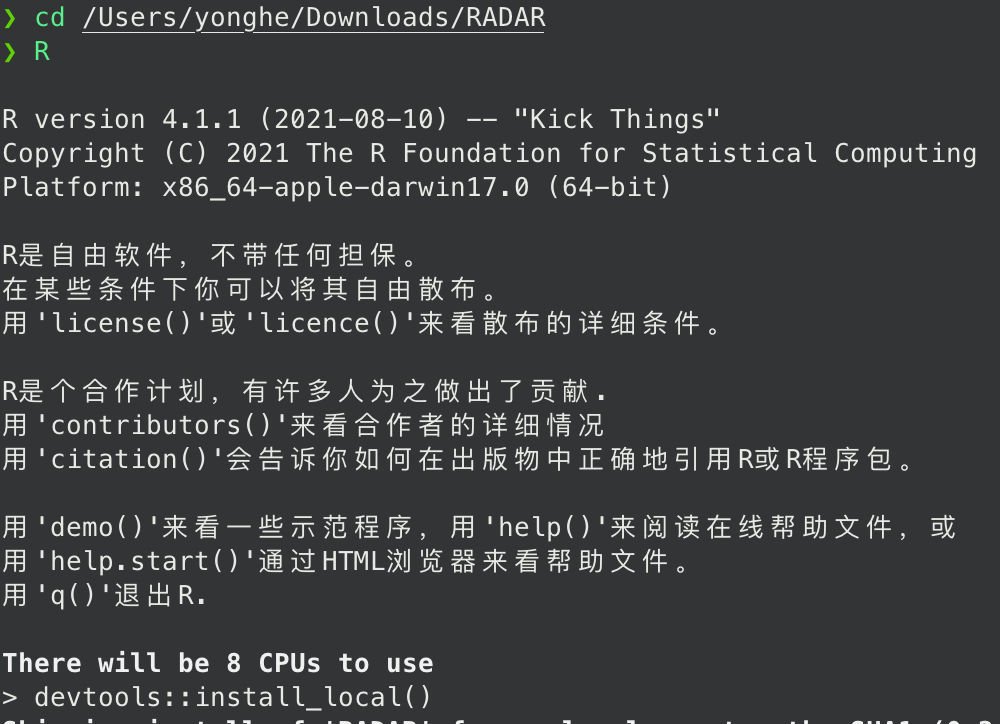 ❯ cd /Users/yonghe/Downloads/RADAR
❯ R
R version 4.1.1 (2021-08-10) -- "Kick Things"
Copyright (C) 2021 The R Foundation for Statistical Computing
Platform: x86_64-apple-darwin17.0 (64-bit)
R是自由软件，不带任何担保。
在某些条件下你可以将其自由散布。
用'license()'或'licence()'来看散布的详细条件。
R是个合作计划，有许多人为之做出了贡献.
用'contributors()'来看合作者的详细情况
用'citation()'会告诉你如何在出版物中正确地引用R或R程序包。
用'demo()'来看一些示范程序，用'help()'来阅读在线帮助文件，或
用'help.start()'通过HTML浏览器来看帮助文件。
用'q()'退出R.
There will be 8 CPUs to use
> devtools::install_local()